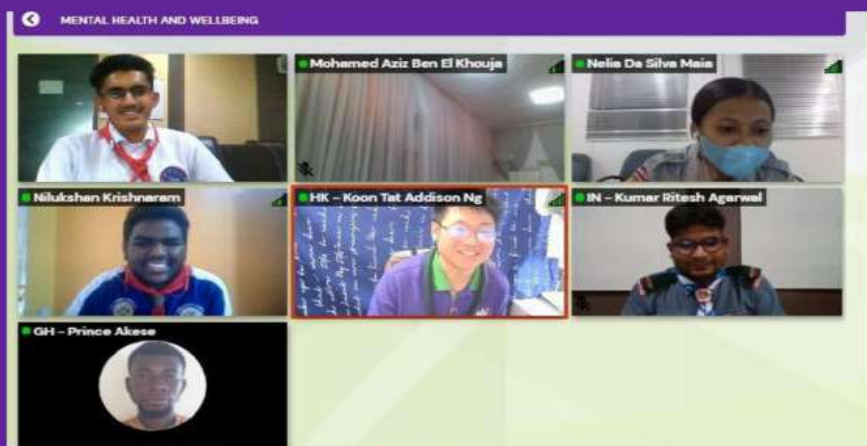 MENTAL HEALTH AND WELLBEING
Mohamed Aziz Ben El Khouja
Nelia Da Silva Maia
Nilukshan Krishnaram
HK – Koon Tat Addison Ng
IN – Kumar Ritesh Agarwal
GH – Prince Akese